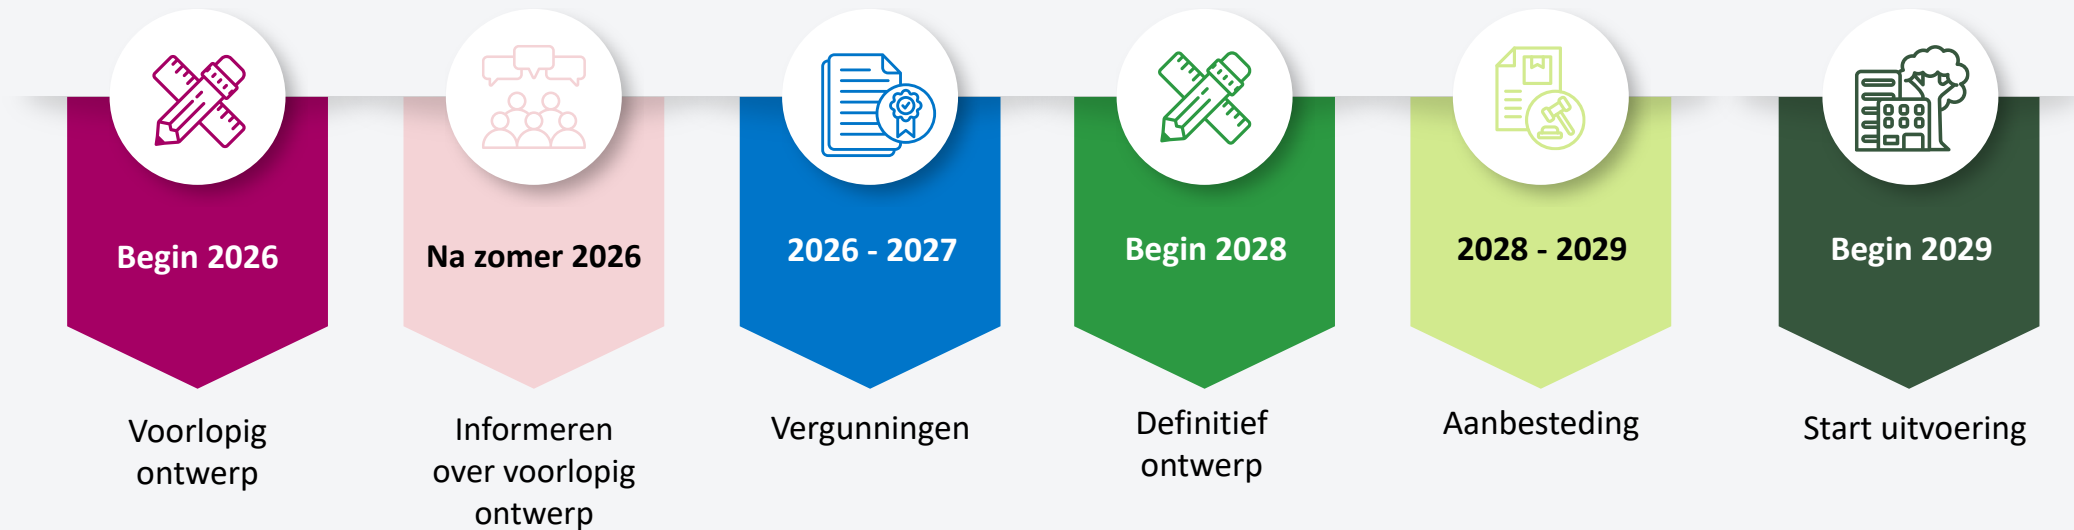 Begin 2026
Voorlopig
ontwerp
Na zomer 2026
Informeren
over voorlopig
ontwerp
2026 - 2027
Vergunningen
Begin 2028
Definitief
ontwerp
2028 - 2029
Aanbesteding
Begin 2029
Start uitvoering